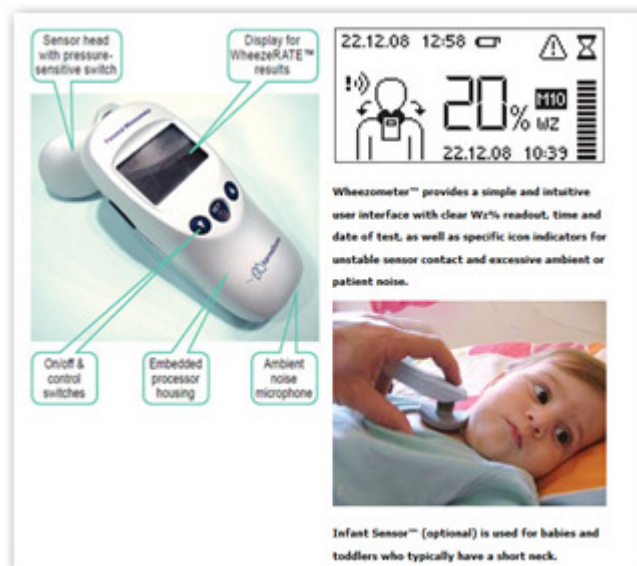 Sensor head
with pressure-
sensitive switch
Display for
WheezeRATE™
results
Personal Wheezometer
On/off &
control
switches
Embedded
processor
housing
Ambient
noise
microphone
22.12.08 12:58
20% M10
WZ
22.12.08 10:39
Wheezometer™ provides a simple and intuitive
user interface with clear Wz% readout, time and
date of test, as well as specific icon indicators for
unstable sensor contact and excessive ambient or
patient noise.
Infant Sensor™ (optional) is used for babies and
toddlers who typically have a short neck.